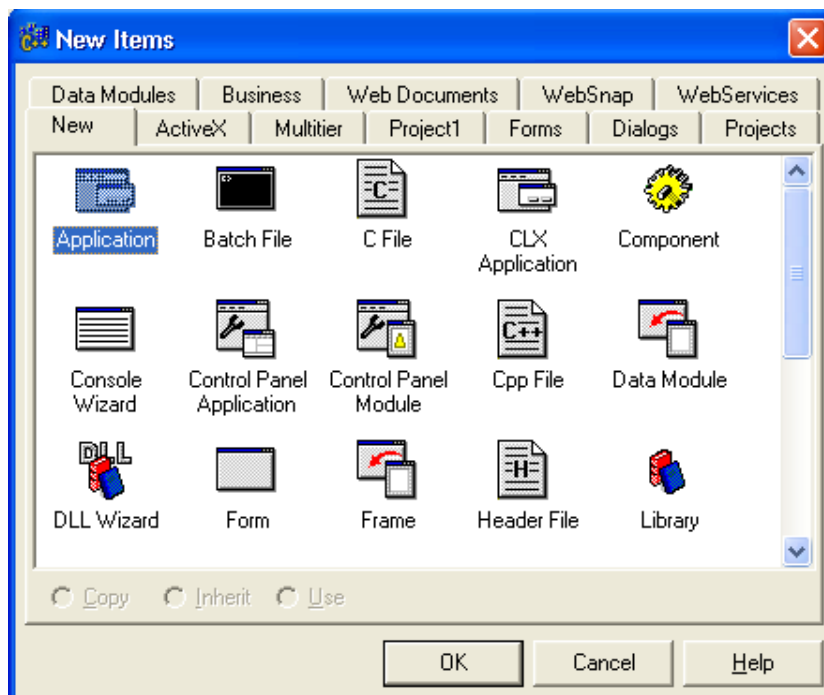 New Items
Data Modules Business Web Documents WebSnap WebServices
New ActiveX Multitier Project1 Forms Dialogs Projects
Application Batch File C File CLX Application Component
Console Wizard Control Panel Application Control Panel Module Cpp File Data Module
DLL
DLL Wizard Form Frame Header File Library
Copy Inherit Use
OK Cancel Help